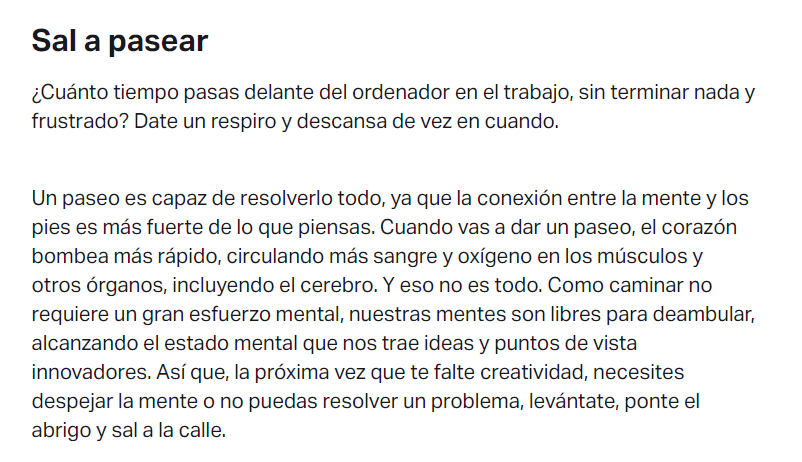 Sal a pasear
¿Cuánto tiempo pasas delante del ordenador en el trabajo, sin terminar nada y
frustrado? Date un respiro y descansa de vez en cuando.
Un paseo es capaz de resolverlo todo, ya que la conexión entre la mente y los
pies es más fuerte de lo que piensas. Cuando vas a dar un paseo, el corazón
bombea más rápido, circulando más sangre y oxígeno en los músculos y
otros órganos, incluyendo el cerebro. Y eso no es todo. Como caminar no
requiere un gran esfuerzo mental, nuestras mentes son libres para deambular,
alcanzando el estado mental que nos trae ideas y puntos de vista
innovadores. Así que, la próxima vez que te falte creatividad, necesites
despejar la mente o no puedas resolver un problema, levántate, ponte el
abrigo y sal a la calle.